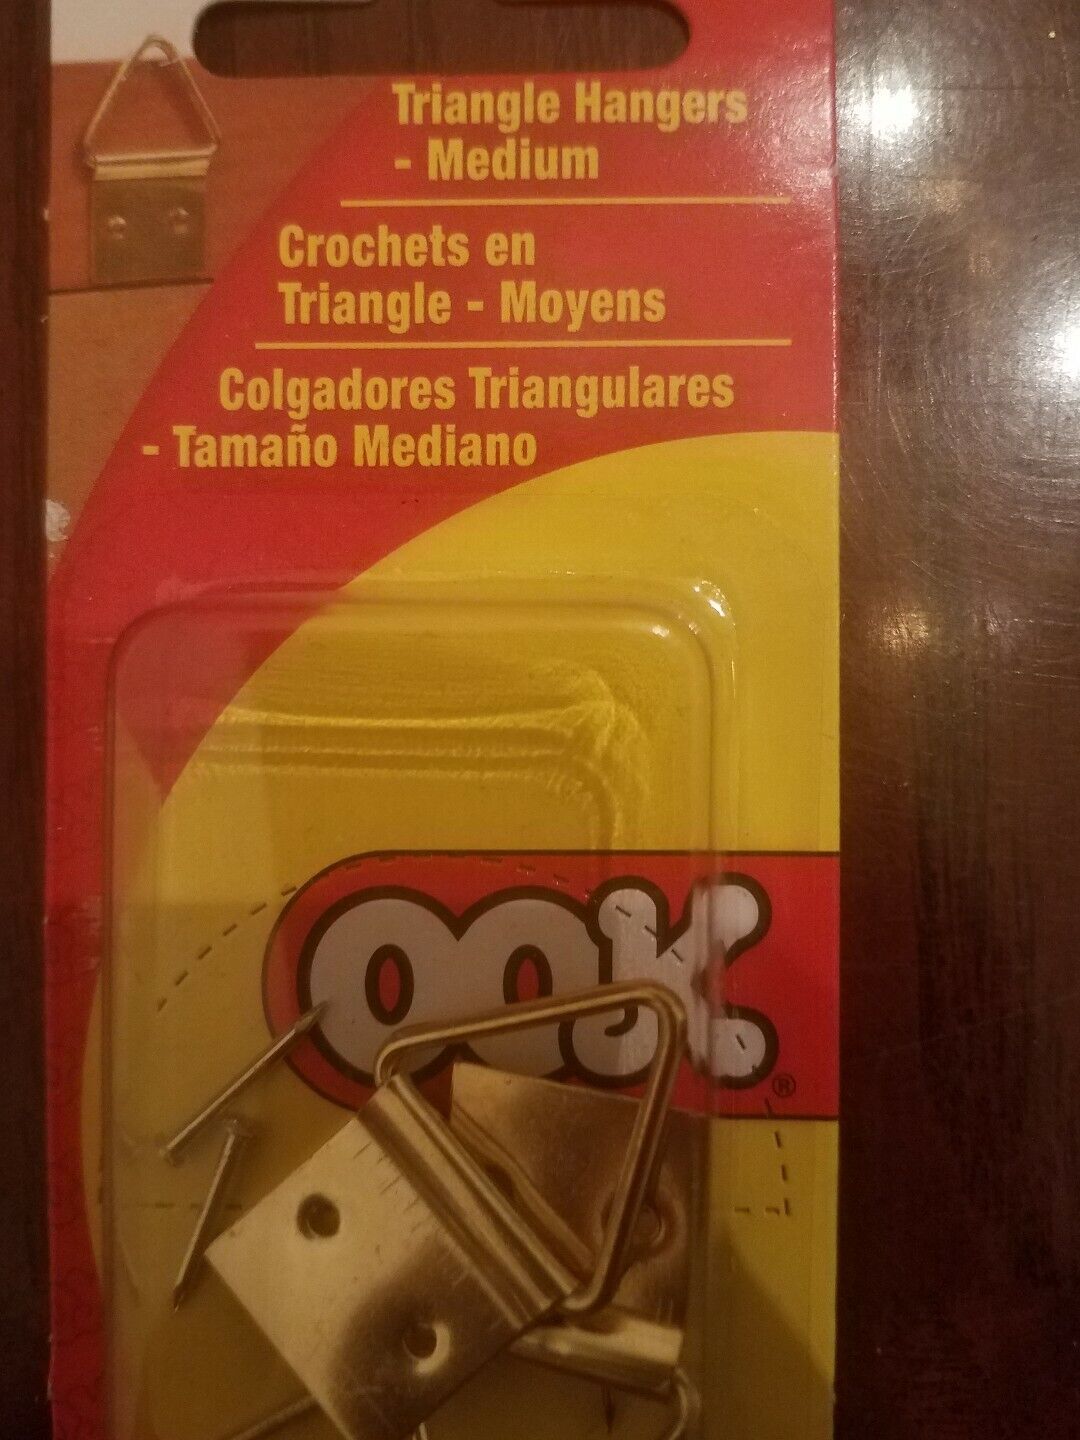 Triangle Hangers
- Medium
Crochets en
Triangle - Moyens
Colgadores Triangulares
- Tamaño Mediano
OOK®